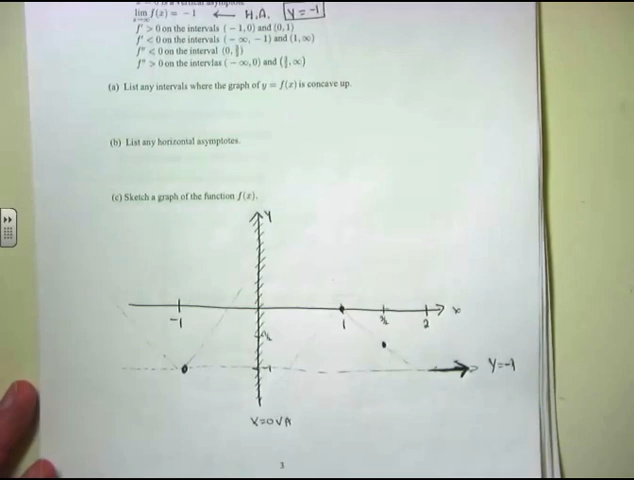 lim f(x) = −1 ← H.A. y = −1
x→∞
f′ > 0 on the intervals (−1, 0) and (0, 1)
f′ < 0 on the intervals (−∞, −1) and (1, ∞)
f″ < 0 on the interval (0, 3/2)
f″ > 0 on the intervlas (−∞, 0) and (3/2, ∞)
(a) List any intervals where the graph of y = f(x) is concave up.
(b) List any horizontal asymptotes.
(c) Sketch a graph of the function f(x).
y
−1 1 3/2 2 x
-1 y=-1
x=0 VA
3